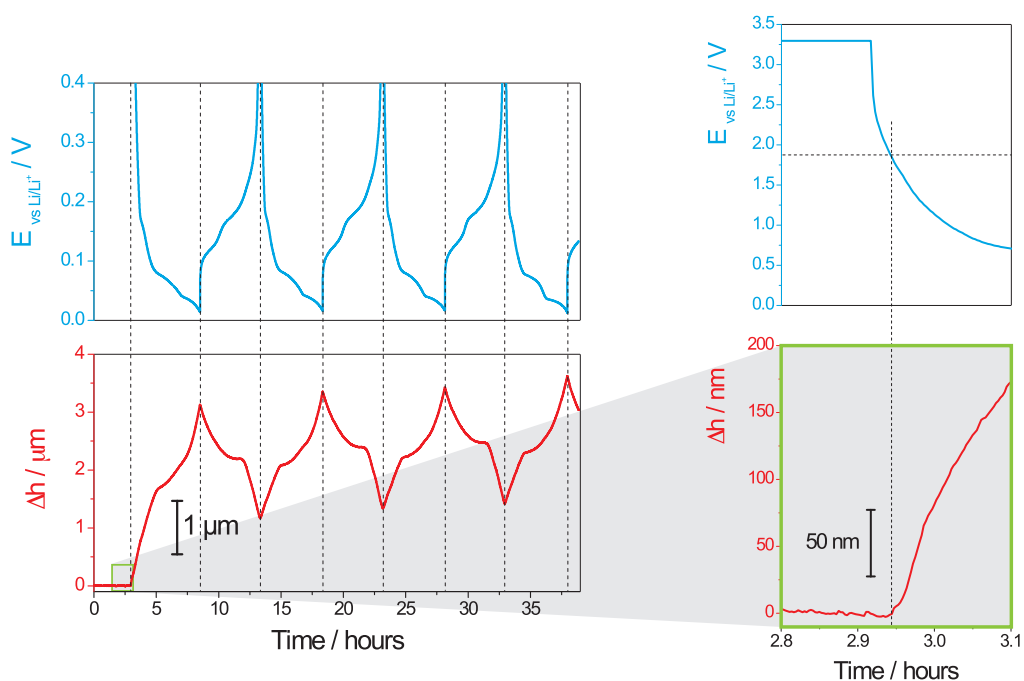 E vs Li/Li⁺ / V
0.4
0.3
0.2
0.1
0.0
Δh / μm
4
3
2
1
0
1 μm
0 5 10 15 20 25 30 35
Time / hours
E vs Li/Li⁺ / V
3.5
3.0
2.5
2.0
1.5
1.0
0.5
0.0
Δh / nm
200
150
100
50
0
50 nm
2.8 2.9 3.0 3.1
Time / hours